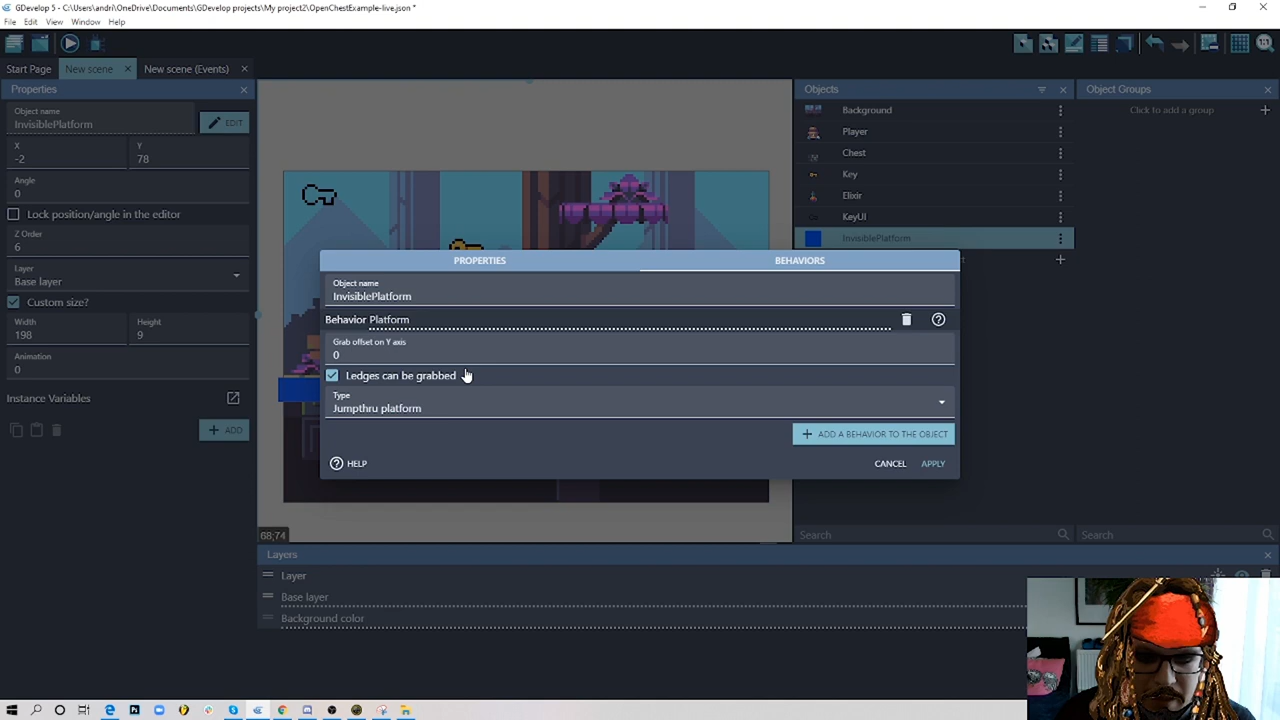 GDevelop 5 - C:\Users\andri\OneDrive\Documents\GDevelop projects\My project2\OpenChestExample-live.json *
File Edit View Window Help
Start Page New scene New scene (Events)
Properties
Object name
InvisiblePlatform
EDIT
X Y
-2 78
Angle
0
Lock position/angle in the editor
Z Order
6
Layer
Base layer
Custom size?
Width Height
198 9
Animation
0
Instance Variables
ADD
PROPERTIES BEHAVIORS
Object name
InvisiblePlatform
Behavior Platform
Grab offset on Y axis
0
Ledges can be grabbed
Type
Jumpthru platform
ADD A BEHAVIOR TO THE OBJECT
HELP
CANCEL APPLY
68;74
Objects
Background
Player
Chest
Key
Elixir
KeyUI
InvisiblePlatform
Search
Object Groups
Click to add a group
Search
Layers
Layer
Base layer
Background color